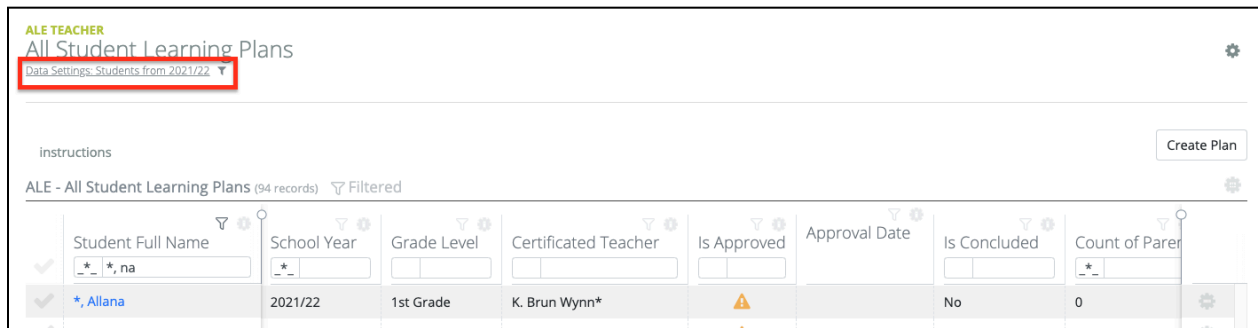 ALE TEACHER
All Student Learning Plans
Data Settings: Students from 2021/22
instructions
Create Plan
ALE - All Student Learning Plans (94 records) Filtered
Student Full Name School Year Grade Level Certificated Teacher Is Approved Approval Date Is Concluded Count of Parer
_*_ *, na _*_ _*_
*, Allana 2021/22 1st Grade K. Brun Wynn* No 0